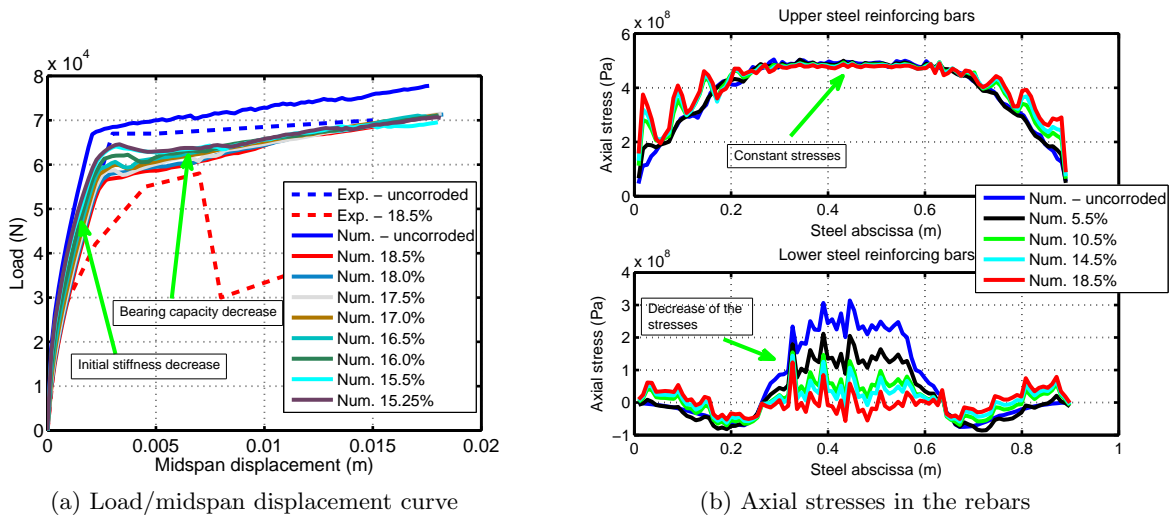 x 10⁴
8
7
6
5
4
3
2
1
0
0
0.005
0.01
0.015
0.02
Load (N)
Midspan displacement (m)
Exp. – uncorroded
Exp. – 18.5%
Num. – uncorroded
Num. 18.5%
Num. 18.0%
Num. 17.5%
Num. 17.0%
Num. 16.5%
Num. 16.0%
Num. 15.5%
Num. 15.25%
Bearing capacity decrease
Initial stiffness decrease
(a) Load/midspan displacement curve
x 10⁸
Upper steel reinforcing bars
6
4
2
0
0
0.2
0.4
0.6
0.8
Axial stress (Pa)
Steel abscissa (m)
Constant stresses
Num. – uncorroded
Num. 5.5%
Num. 10.5%
Num. 14.5%
Num. 18.5%
x 10⁸
Lower steel reinforcing bars
4
3
2
1
0
−1
0
0.2
0.4
0.6
0.8
1
Axial stress (Pa)
Steel abscissa (m)
Decrease of the
stresses
(b) Axial stresses in the rebars